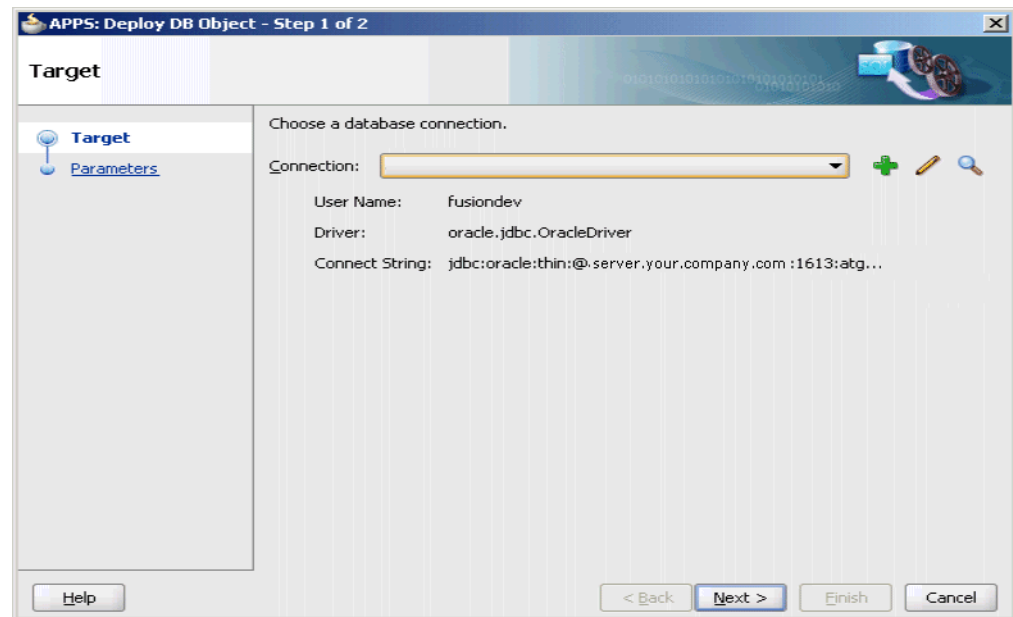 APPS: Deploy DB Object - Step 1 of 2
Target
Target
Parameters
Choose a database connection.
Connection:
User Name: fusiondev
Driver: oracle.jdbc.OracleDriver
Connect String: jdbc:oracle:thin:@.server.your.company.com :1613:atg...
Help
< Back
Next >
Finish
Cancel